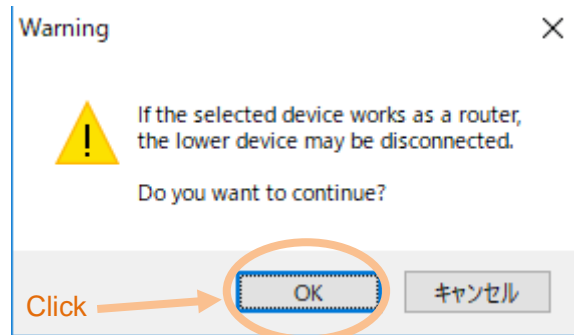 Warning
If the selected device works as a router,
the lower device may be disconnected.
Do you want to continue?
Click
OK
キャンセル